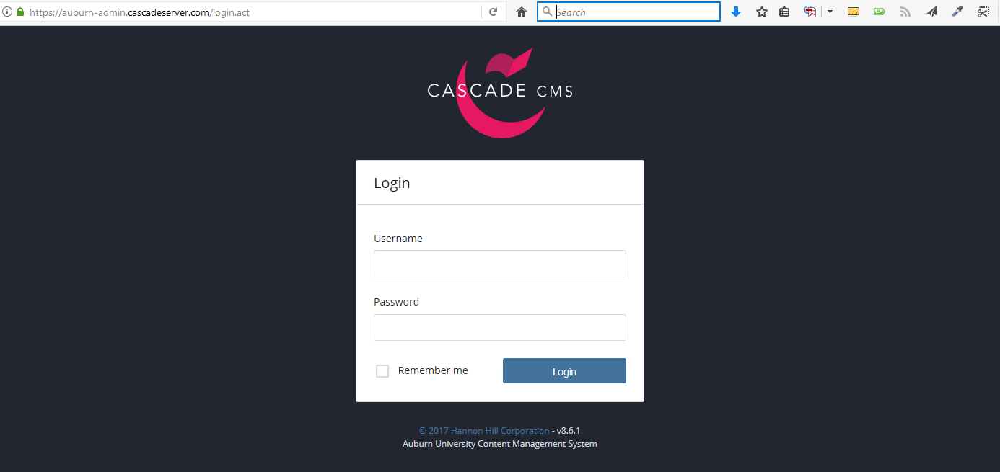 https://auburn-admin.cascadeserver.com/login.act
Search
CASCADE CMS
Login
Username
Password
Remember me
Login
© 2017 Hannon Hill Corporation - v8.6.1
Auburn University Content Management System